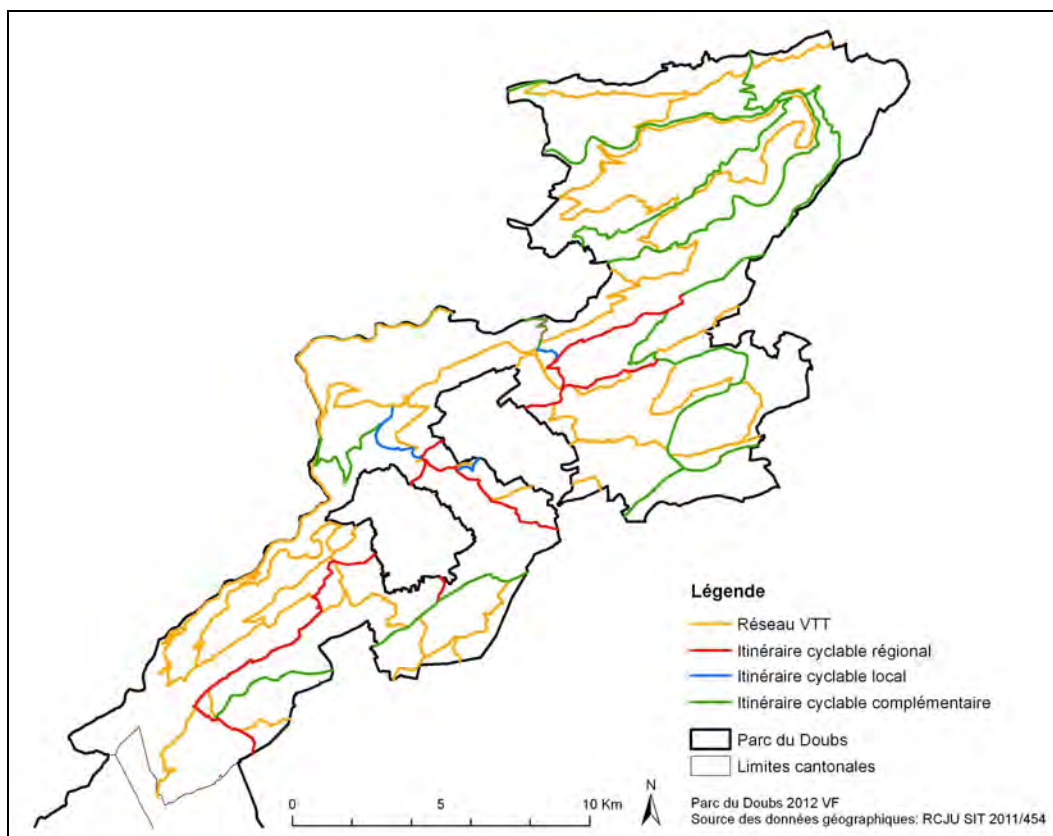 Légende
Réseau VTT
Itinéraire cyclable régional
Itinéraire cyclable local
Itinéraire cyclable complémentaire
Parc du Doubs
Limites cantonales
0 5 10 Km
N
Parc du Doubs 2012 VF
Source des données géographiques: RCJU SIT 2011/454